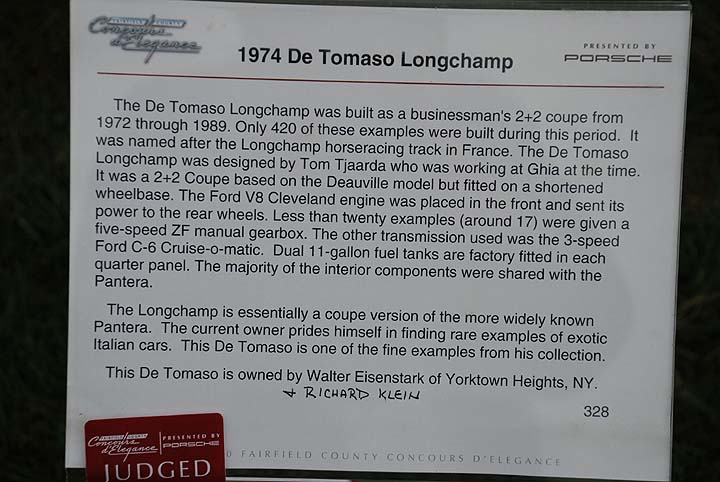 FAIRFIELD COUNTY
Concours
d'Elegance
1974 De Tomaso Longchamp
PRESENTED BY
PORSCHE
The De Tomaso Longchamp was built as a businessman's 2+2 coupe from
1972 through 1989. Only 420 of these examples were built during this period. It
was named after the Longchamp horseracing track in France. The De Tomaso
Longchamp was designed by Tom Tjaarda who was working at Ghia at the time.
It was a 2+2 Coupe based on the Deauville model but fitted on a shortened
wheelbase. The Ford V8 Cleveland engine was placed in the front and sent its
power to the rear wheels. Less than twenty examples (around 17) were given a
five-speed ZF manual gearbox. The other transmission used was the 3-speed
Ford C-6 Cruise-o-matic. Dual 11-gallon fuel tanks are factory fitted in each
quarter panel. The majority of the interior components were shared with the
Pantera.
The Longchamp is essentially a coupe version of the more widely known
Pantera. The current owner prides himself in finding rare examples of exotic
Italian cars. This De Tomaso is one of the fine examples from his collection.
This De Tomaso is owned by Walter Eisenstark of Yorktown Heights, NY.
+ RICHARD KLEIN
328
FAIRFIELD COUNTY
Concours
d'Elegance
PRESENTED BY
PORSCHE
JUDGED
0 FAIRFIELD COUNTY CONCOURS D'ELEGANCE